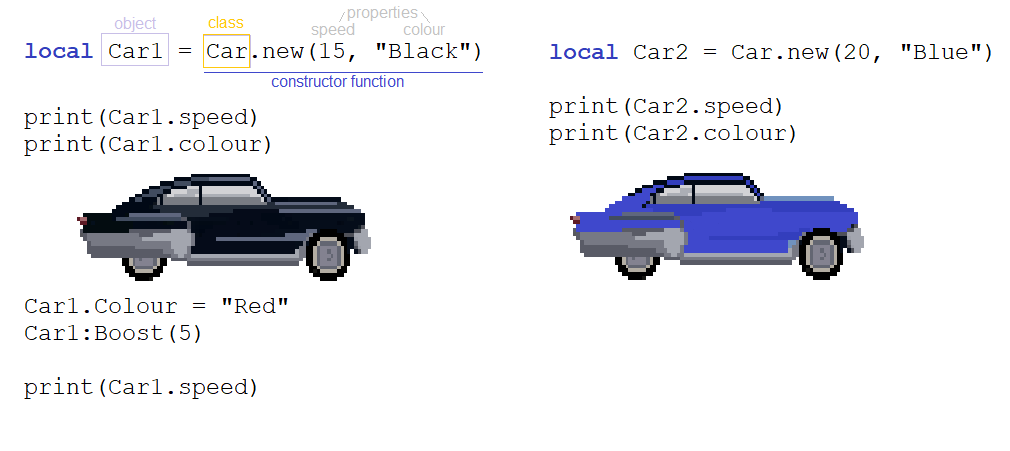 object
class
properties
speed
colour
local Car1 = Car.new(15, "Black")
constructor function
print(Car1.speed)
print(Car1.colour)
Car1.Colour = "Red"
Car1:Boost(5)
print(Car1.speed)
local Car2 = Car.new(20, "Blue")
print(Car2.speed)
print(Car2.colour)